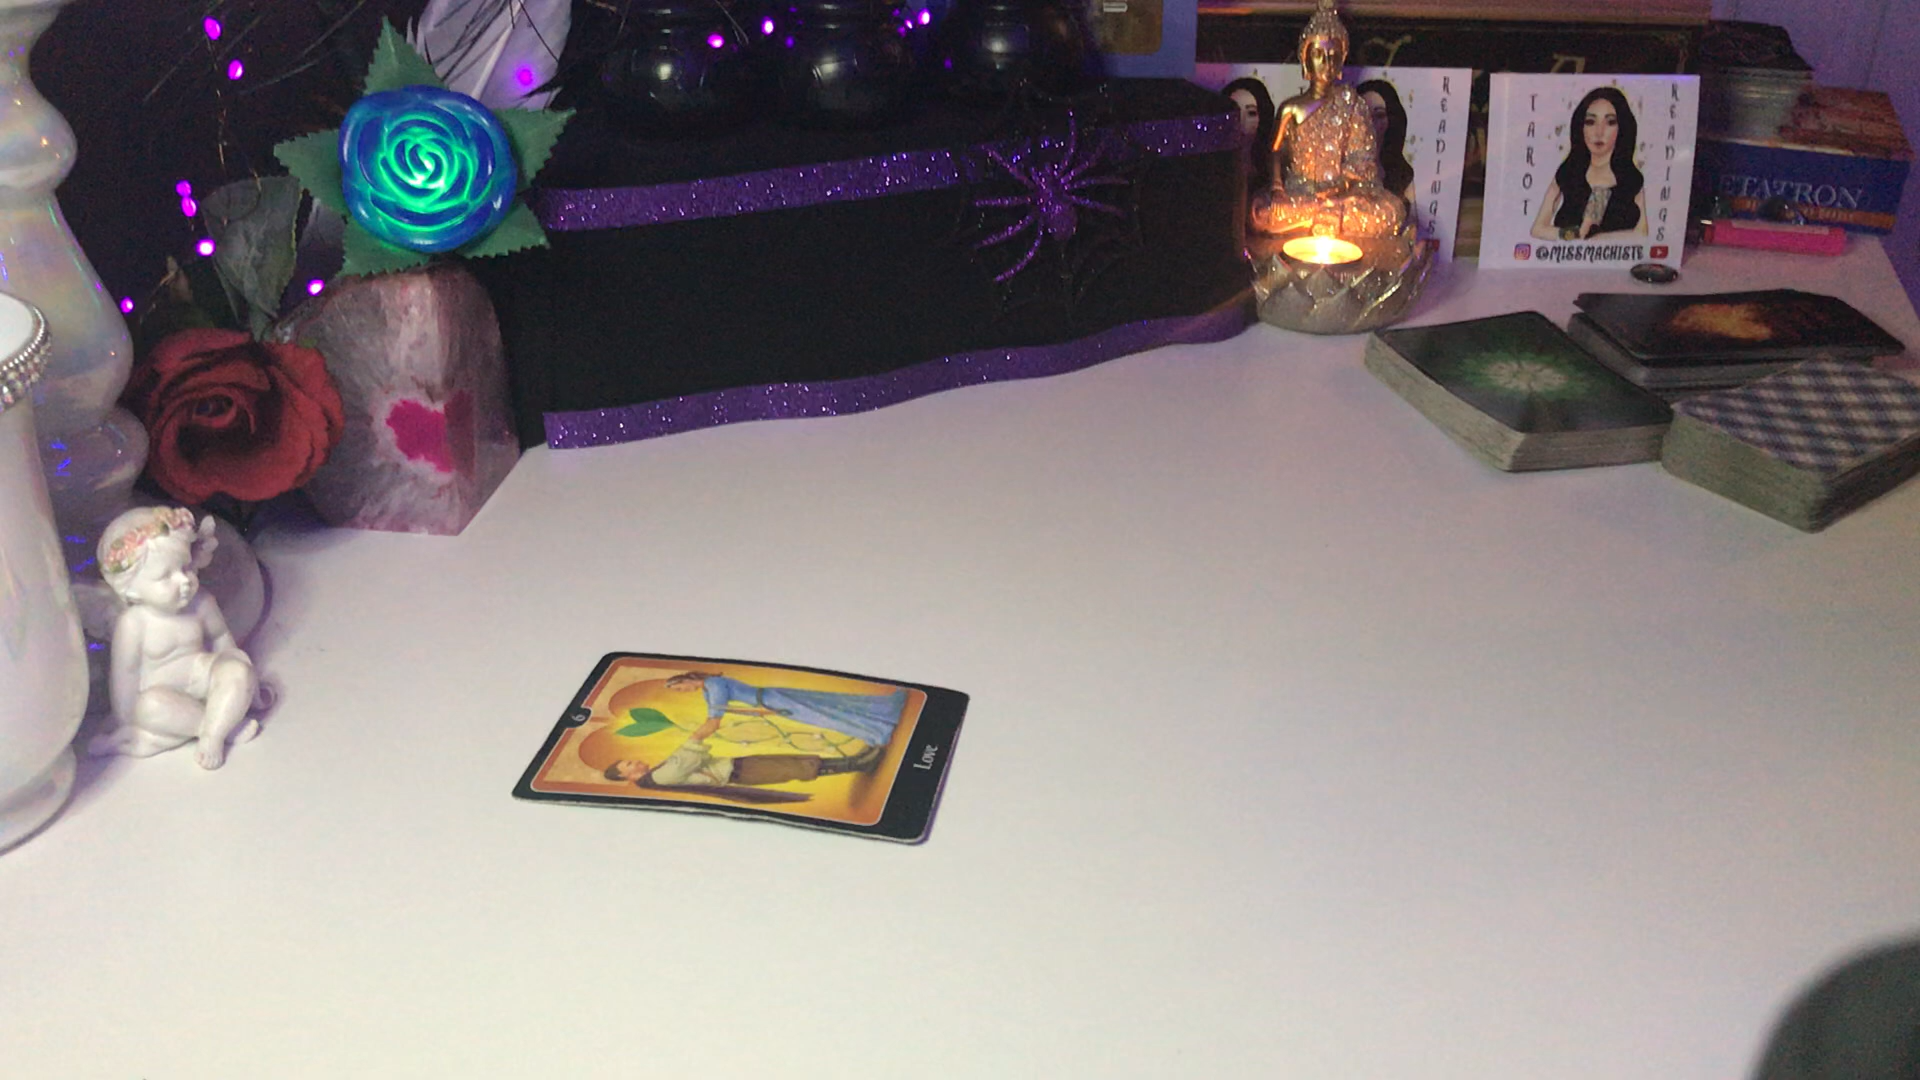 READINGS
TAROT
READINGS
@MISSMACHISTE
ETATRON
6
Love